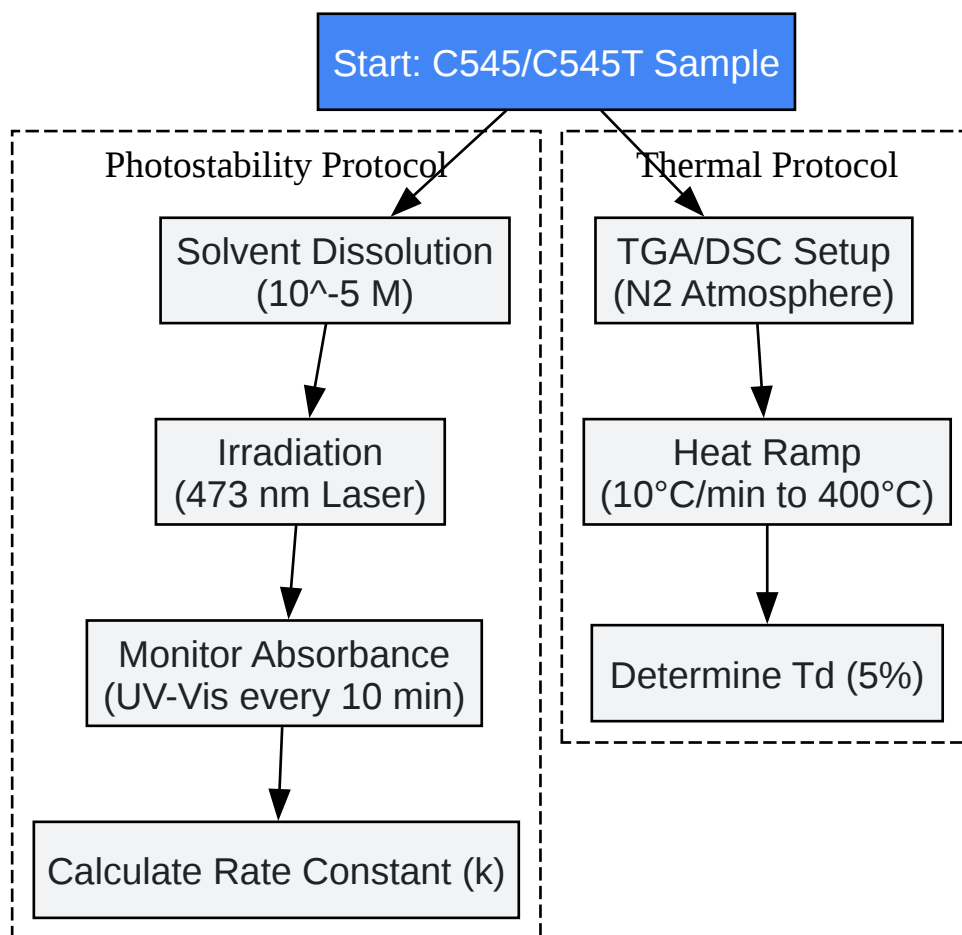 Start: C545/C545T Sample
Photostability Protocol
Solvent Dissolution
(10^-5 M)
Irradiation
(473 nm Laser)
Monitor Absorbance
(UV-Vis every 10 min)
Calculate Rate Constant (k)
Thermal Protocol
TGA/DSC Setup
(N2 Atmosphere)
Heat Ramp
(10°C/min to 400°C)
Determine Td (5%)